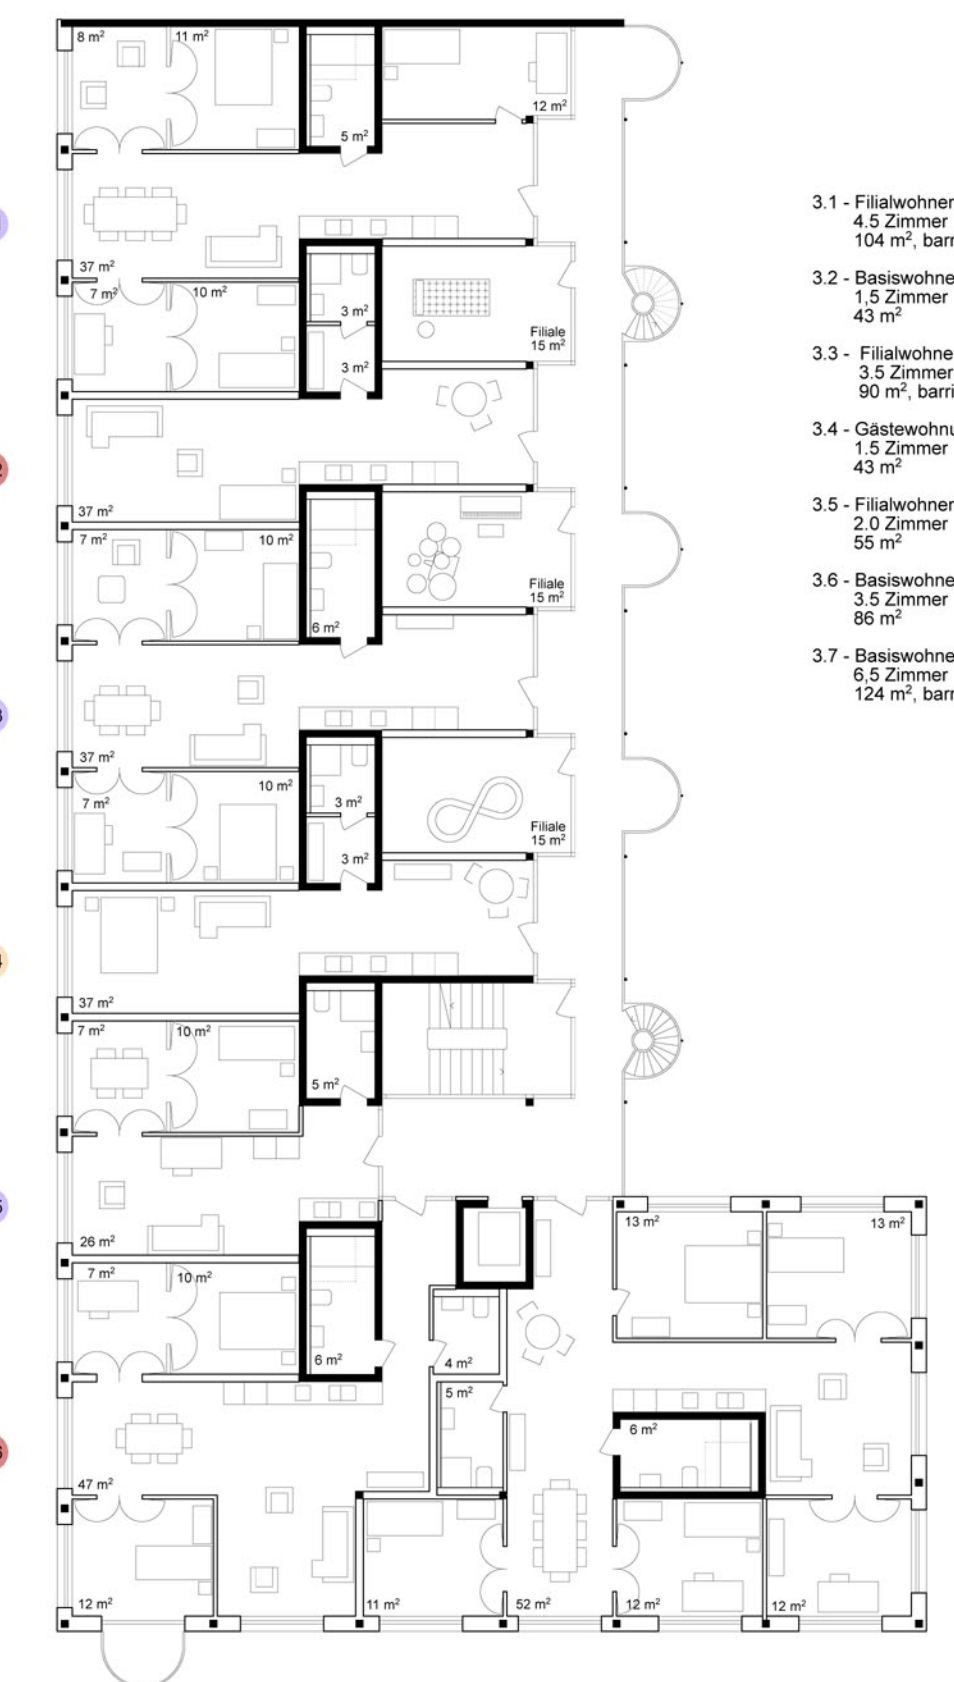 8 m²
11 m²
5 m²
12 m²
37 m²
7 m²
10 m²
3 m²
3 m²
Filiale
15 m²
37 m²
7 m²
10 m²
6 m²
Filiale
15 m²
37 m²
7 m²
10 m²
3 m²
3 m²
Filiale
15 m²
37 m²
7 m²
10 m²
5 m²
26 m²
7 m²
10 m²
6 m²
4 m²
5 m²
13 m²
13 m²
6 m²
47 m²
12 m²
11 m²
52 m²
12 m²
12 m²
3.1 - Filialwohner
4.5 Zimmer
104 m², barr
3.2 - Basiswohne
1,5 Zimmer
43 m²
3.3 - Filialwohne
3.5 Zimmer
90 m², barri
3.4 - Gästewohnu
1.5 Zimmer
43 m²
3.5 - Filialwohner
2.0 Zimmer
55 m²
3.6 - Basiswohne
3.5 Zimmer
86 m²
3.7 - Basiswohne
6,5 Zimmer
124 m², barr